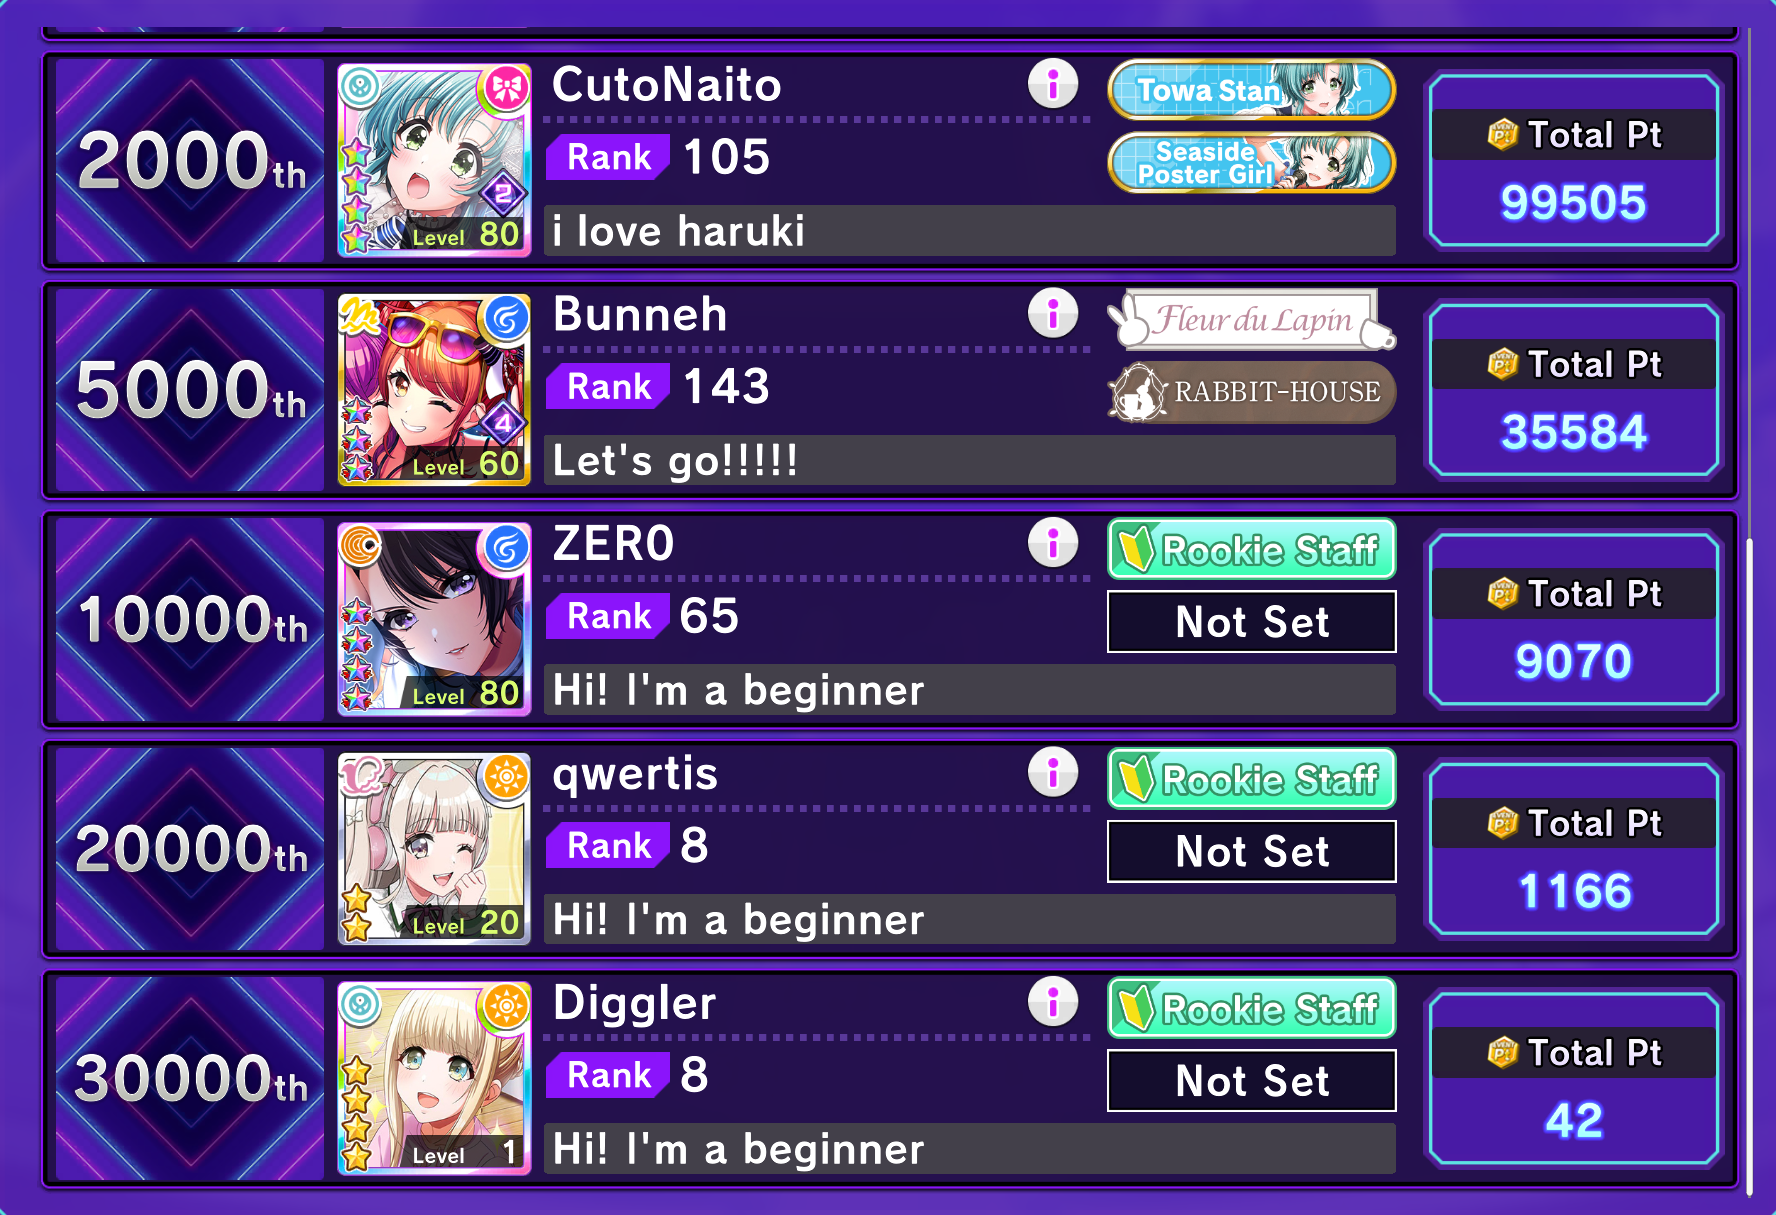 2000th
CutoNaito
Rank 105
i love haruki
Level 80
2
Towa Stan
Seaside
Poster Girl
Total Pt
99505
5000th
Bunneh
Rank 143
Let's go!!!!!
Level 60
4
Fleur du Lapin
RABBIT-HOUSE
Total Pt
35584
10000th
ZER0
Rank 65
Hi! I'm a beginner
Level 80
Rookie Staff
Not Set
Total Pt
9070
20000th
qwertis
Rank 8
Hi! I'm a beginner
Level 20
Rookie Staff
Not Set
Total Pt
1166
30000th
Diggler
Rank 8
Hi! I'm a beginner
Level 1
Rookie Staff
Not Set
Total Pt
42